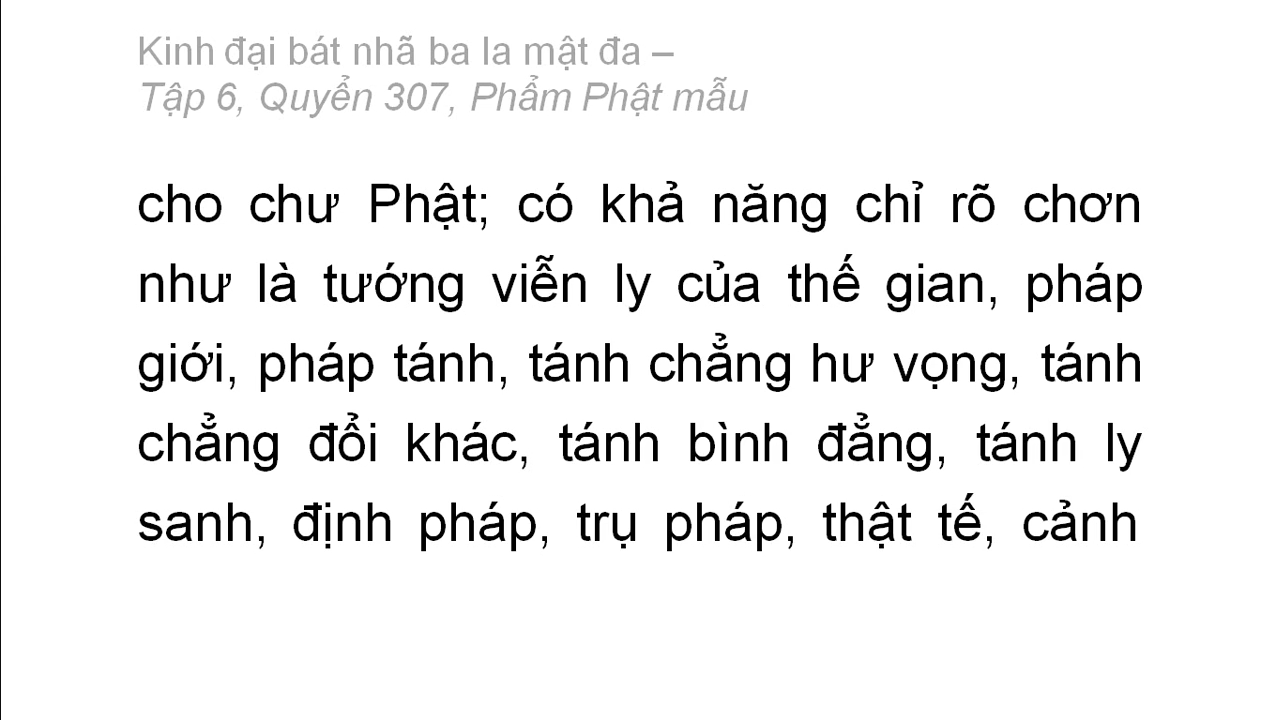 Kinh đại bát nhã ba la mật đa –
Tập 6, Quyển 307, Phẩm Phật mẫu
cho chư Phật; có khả năng chỉ rõ chơn
như là tướng viễn ly của thế gian, pháp
giới, pháp tánh, tánh chẳng hư vọng, tánh
chẳng đổi khác, tánh bình đẳng, tánh ly
sanh, định pháp, trụ pháp, thật tế, cảnh